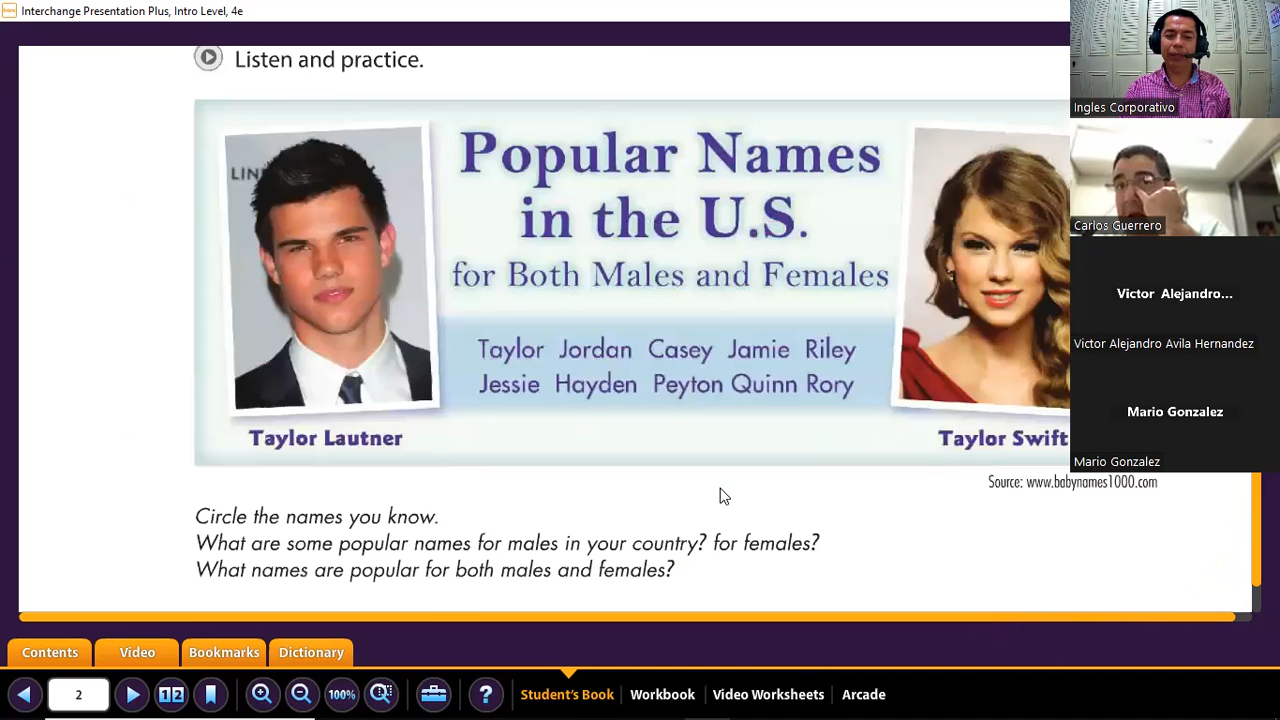 Interchange Presentation Plus, Intro Level, 4e
Listen and practice.
LIN
Popular Names
in the U.S.
for Both Males and Females
Taylor Jordan Casey Jamie Riley
Jessie Hayden Peyton Quinn Rory
Taylor Lautner
Taylor Swift
Source: www.babynames1000.com
Circle the names you know.
What are some popular names for males in your country? for females?
What names are popular for both males and females?
Ingles Corporativo
Carlos Guerrero
Victor Alejandro...
Victor Alejandro Avila Hernandez
Mario Gonzalez
Mario Gonzalez
Contents Video Bookmarks Dictionary
2 12 100% ? Student's Book Workbook Video Worksheets Arcade